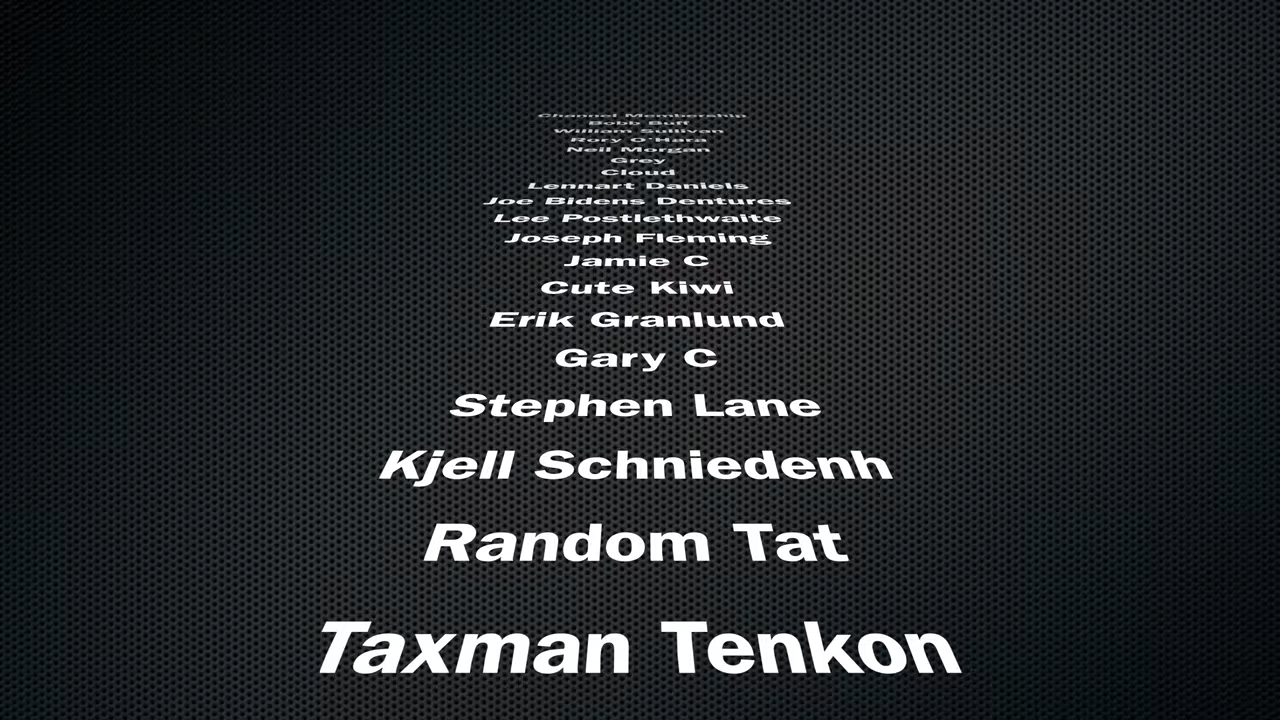 Channel Membership
Bobb Buff
William Sullivan
Rory O'Hara
Neil Morgan
Grey
Cloud
Lennart Daniels
Joe Bidens Dentures
Lee Postlethwaite
Joseph Fleming
Jamie C
Cute Kiwi
Erik Granlund
Gary C
Stephen Lane
Kjell Schniedenh
Random Tat
Taxman Tenkon